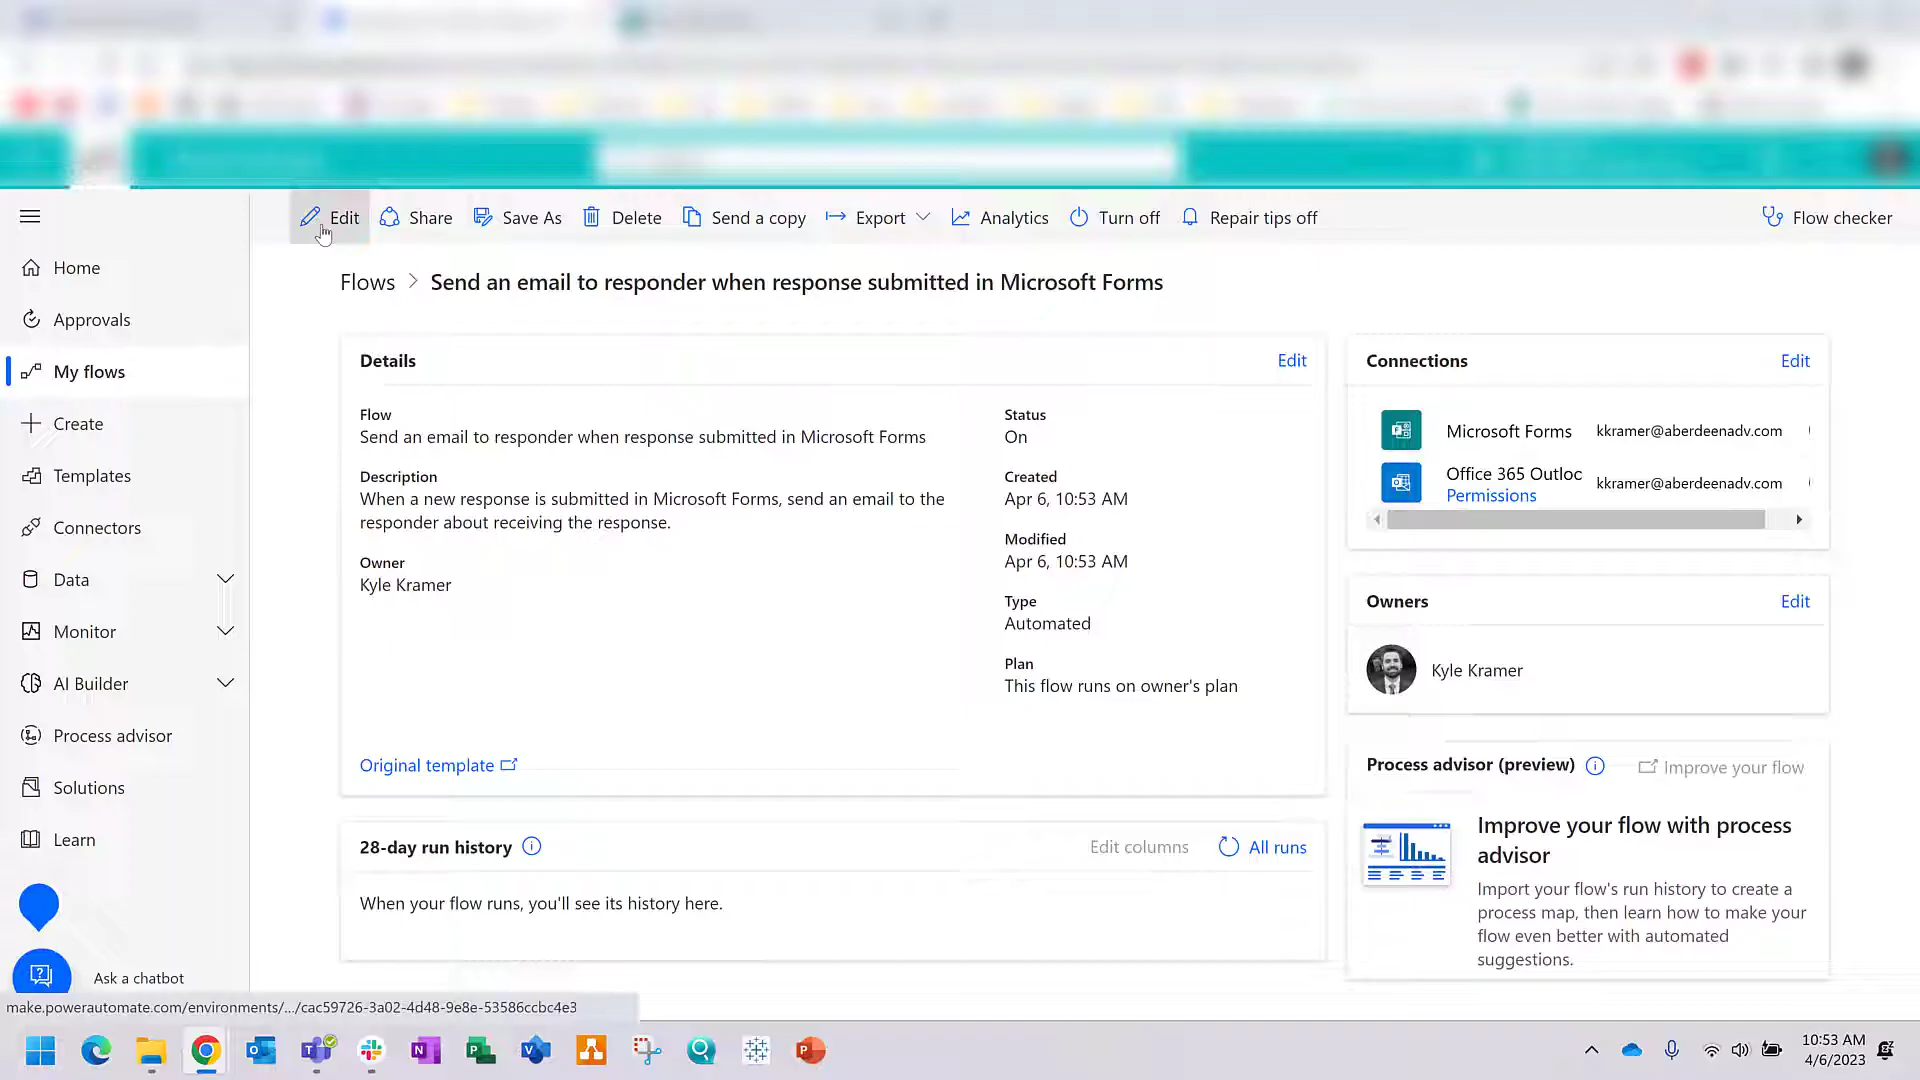 Edit Share Save As Delete Send a copy Export Analytics Turn off Repair tips off Flow checker
Home
Approvals
My flows
Create
Templates
Connectors
Data
Monitor
AI Builder
Process advisor
Solutions
Learn
Ask a chatbot
Flows > Send an email to responder when response submitted in Microsoft Forms
Details Edit
Flow
Send an email to responder when response submitted in Microsoft Forms
Description
When a new response is submitted in Microsoft Forms, send an email to the
responder about receiving the response.
Owner
Kyle Kramer
Status
On
Created
Apr 6, 10:53 AM
Modified
Apr 6, 10:53 AM
Type
Automated
Plan
This flow runs on owner's plan
Original template
28-day run history Edit columns All runs
When your flow runs, you'll see its history here.
Connections Edit
Microsoft Forms kkramer@aberdeenadv.com
Office 365 Outloc kkramer@aberdeenadv.com
Permissions
Owners Edit
Kyle Kramer
Process advisor (preview) Improve your flow
Improve your flow with process
advisor
Import your flow's run history to create a
process map, then learn how to make your
flow even better with automated
suggestions.
make.powerautomate.com/environments/.../cac59726-3a02-4d48-9e8e-53586ccbc4e3
10:53 AM
4/6/2023